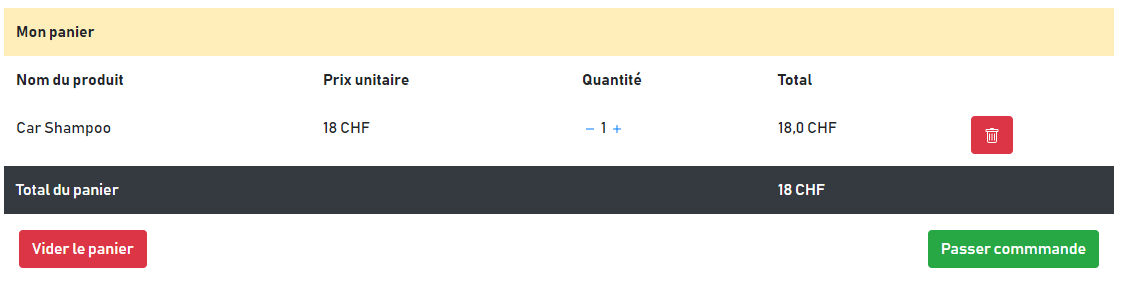 Mon panier
Nom du produit Prix unitaire Quantité Total
Car Shampoo 18 CHF − 1 + 18,0 CHF
Total du panier 18 CHF
Vider le panier Passer commmande